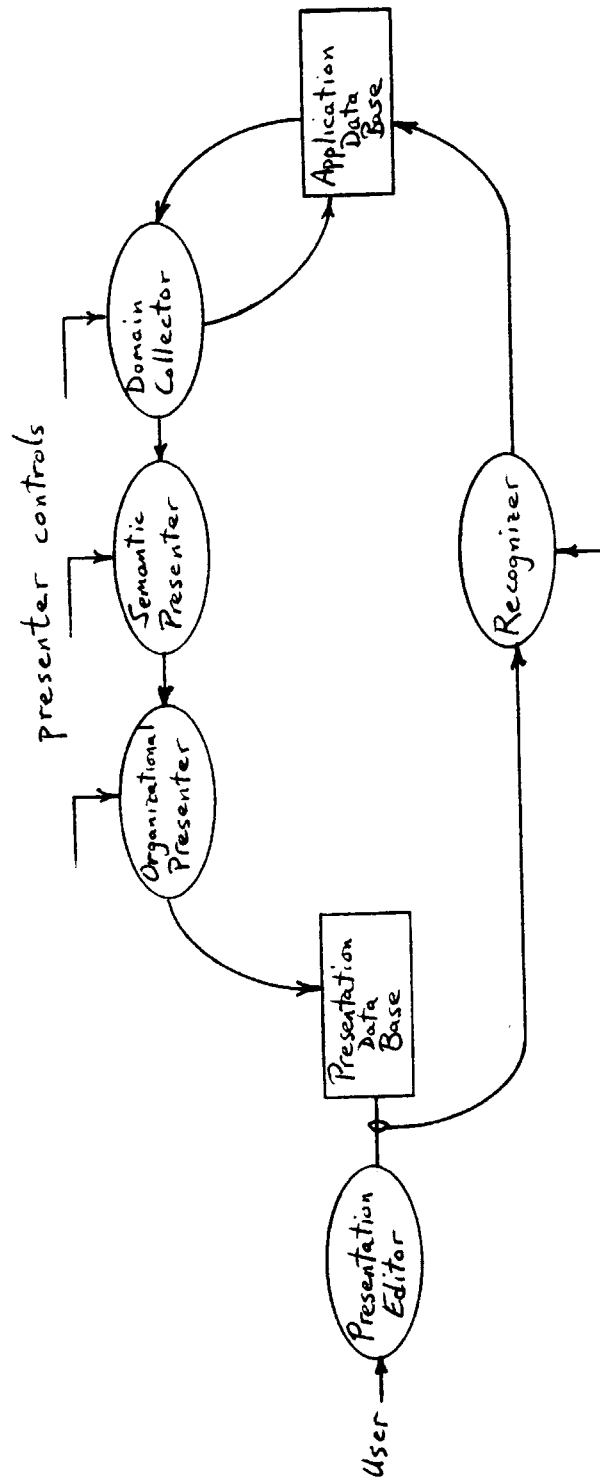 presenter controls
Organizational
Presenter
Semantic
Presenter
Domain
Collector
Application
Data
Base
Presentation
Data
Base
User
Presentation
Editor
Recognizer